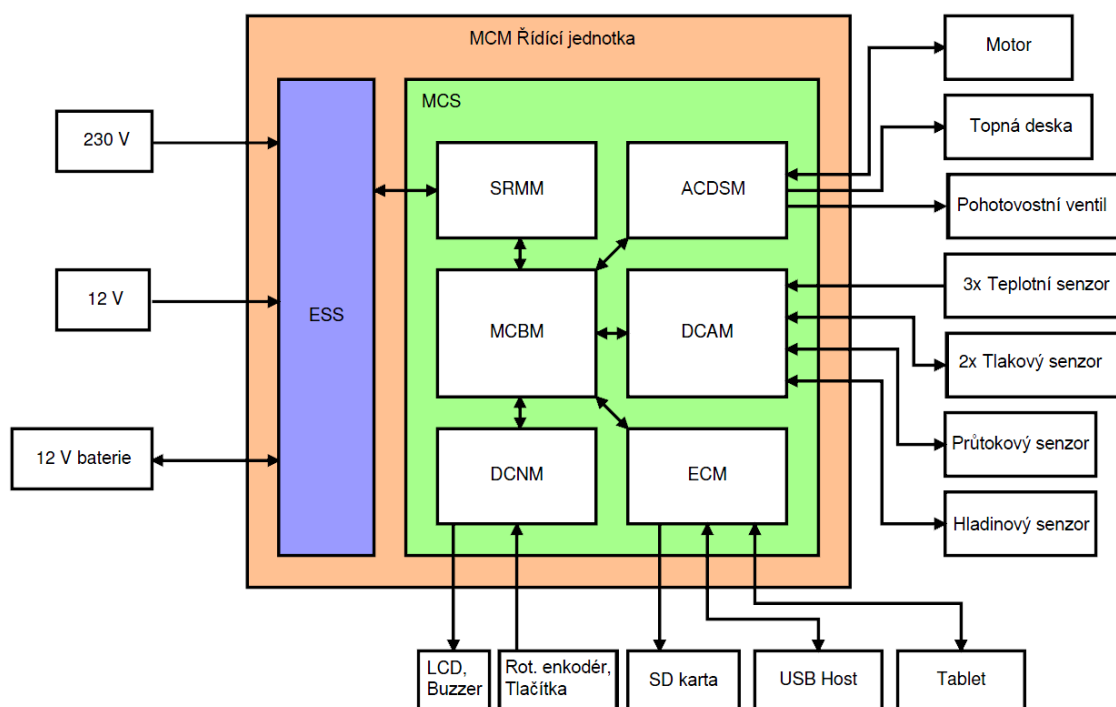 MCM Řídící jednotka
Motor
MCS
230 V
Topná deska
SRMM
ACDSM
Pohotovostní ventil
12 V
ESS
MCBM
DCAM
3x Teplotní senzor
2x Tlakový senzor
12 V baterie
DCNM
ECM
Průtokový senzor
Hladinový senzor
LCD,
Buzzer
Rot. enkodér,
Tlačítka
SD karta
USB Host
Tablet